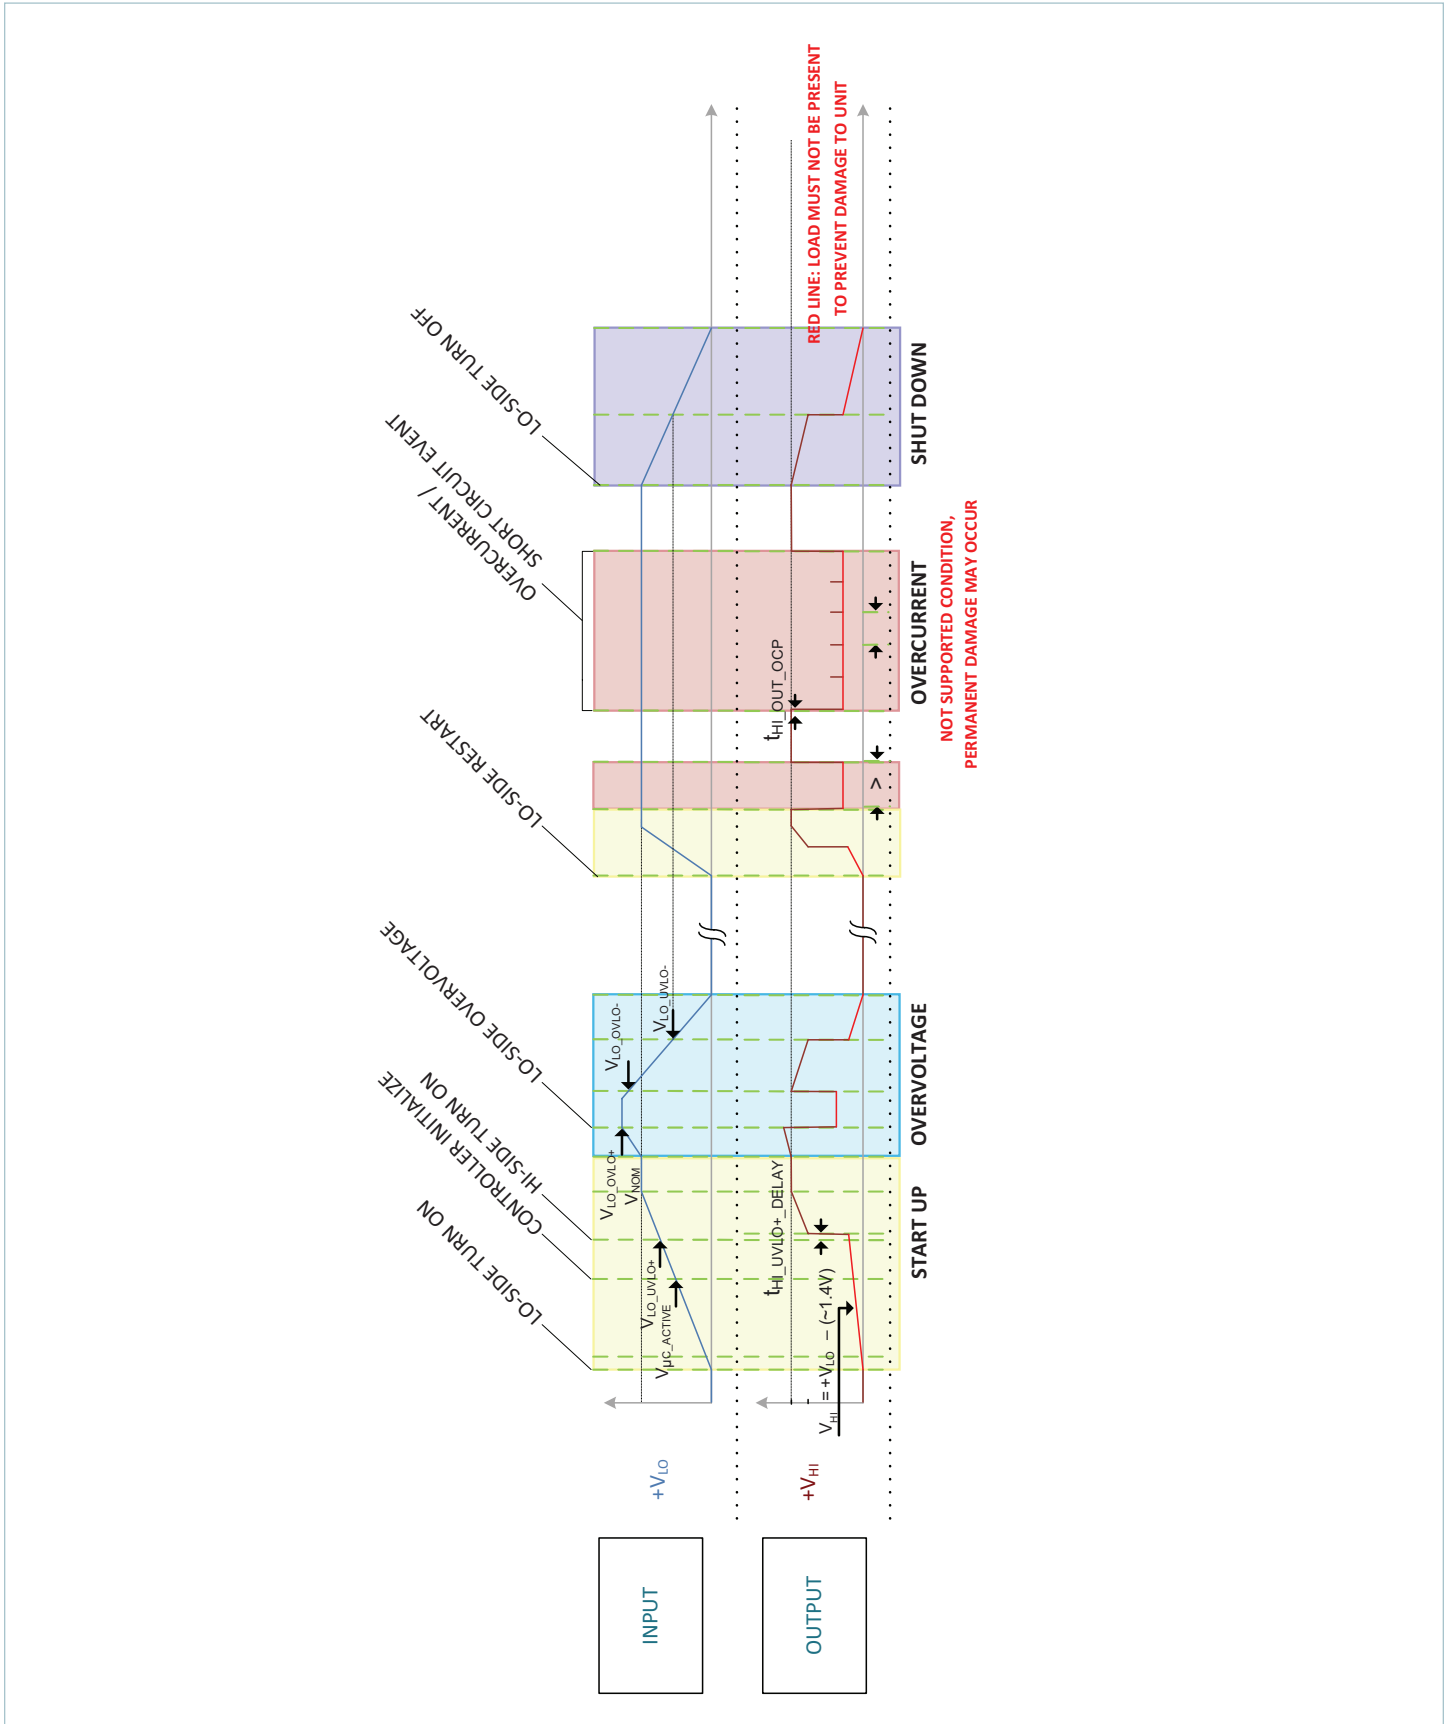 LO-SIDE TURN ON
CONTROLLER INITIALIZE
HI-SIDE TURN ON
LO-SIDE OVERVOLTAGE
LO-SIDE RESTART
OVERCURRENT /
SHORT CIRCUIT EVENT
LO-SIDE TURN OFF
INPUT
+VLO
VµC_ACTIVE
VLO_UVLO+
VLO_OVLO+
VNOM
VLO_OVLO-
VLO_UVLO-
OUTPUT
+VHI
VHI = +VLO – (~1.4V)
tHI_UVLO+_DELAY
tHI_OUT_OCP
>
RED LINE: LOAD MUST NOT BE PRESENT
TO PREVENT DAMAGE TO UNIT
START UP
OVERVOLTAGE
OVERCURRENT
SHUT DOWN
NOT SUPPORTED CONDITION,
PERMANENT DAMAGE MAY OCCUR